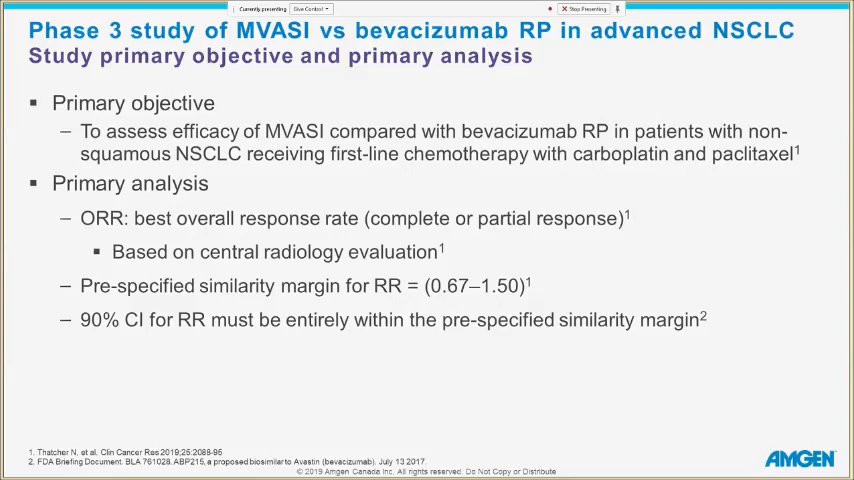 Currently presenting
Give Control
Stop Presenting
Phase 3 study of MVASI vs bevacizumab RP in advanced NSCLC
Study primary objective and primary analysis
▪ Primary objective
– To assess efficacy of MVASI compared with bevacizumab RP in patients with non-
squamous NSCLC receiving first-line chemotherapy with carboplatin and paclitaxel¹
▪ Primary analysis
– ORR: best overall response rate (complete or partial response)¹
▪ Based on central radiology evaluation¹
– Pre-specified similarity margin for RR = (0.67–1.50)¹
– 90% CI for RR must be entirely within the pre-specified similarity margin²
1. Thatcher N, et al. Clin Cancer Res 2019;25:2088-95
2. FDA Briefing Document. BLA 761028. ABP215, a proposed biosimilar to Avastin (bevacizumab). July 13 2017.
© 2019 Amgen Canada Inc. All rights reserved. Do Not Copy or Distribute
AMGEN